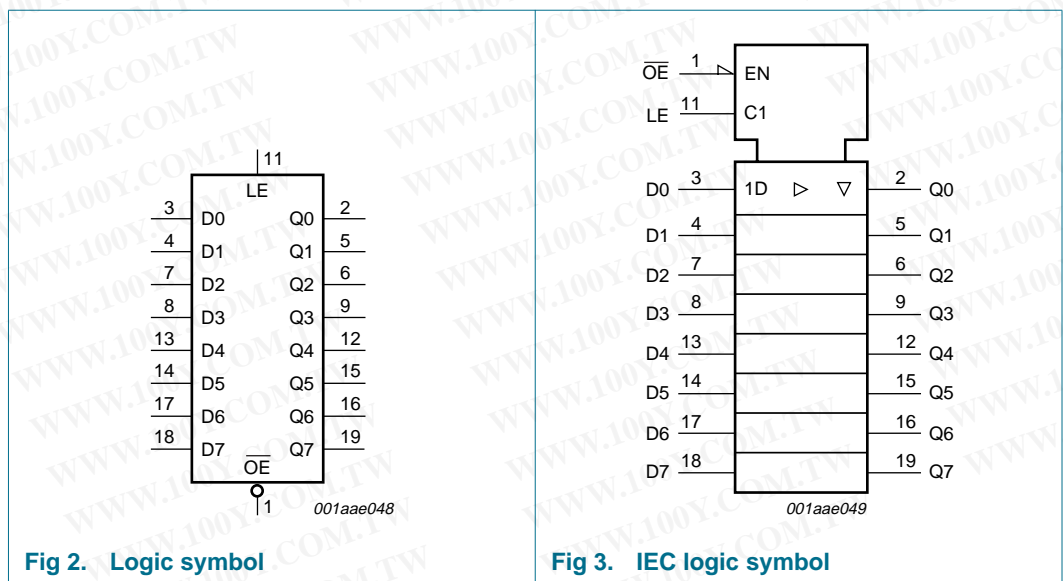 11
LE
3 D0 Q0 2
4 D1 Q1 5
7 D2 Q2 6
8 D3 Q3 9
13 D4 Q4 12
14 D5 Q5 15
17 D6 Q6 16
18 D7 Q7 19
OE
1
001aae048
Fig 2. Logic symbol
OE 1 EN
LE 11 C1
D0 3 1D 2 Q0
D1 4 5 Q1
D2 7 6 Q2
D3 8 9 Q3
D4 13 12 Q4
D5 14 15 Q5
D6 17 16 Q6
D7 18 19 Q7
001aae049
Fig 3. IEC logic symbol
WWW.100Y.COM.TW